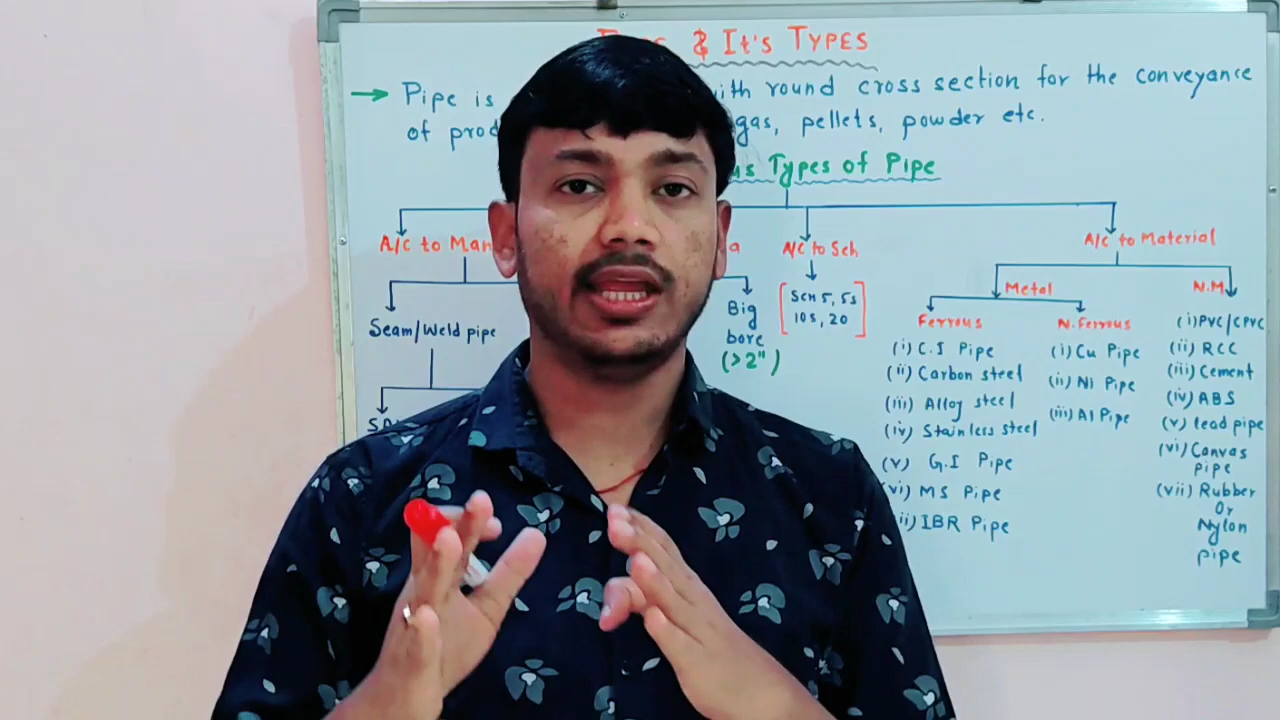 & It's TYPES
→ Pipe is with round cross section for the conveyance
of gas, pellets, powder etc.
Types of Pipe
A/C to
A/C to Sch
A/C to Material
Seam/Weld pipe
Big
bore
(>2")
[Sch 5, 5s
10s, 20]
Metal
N.M
Ferrous
(i) C.I Pipe
(ii) Carbon steel
(iii) Alloy steel
(iv) Stainless steel
(v) G.I Pipe
MS Pipe
IBR Pipe
N.Ferrous
(i) Cu Pipe
(ii) Ni Pipe
(iii) Al Pipe
(i) PVC/CPVC
(ii) RCC
(iii) Cement
(iv) ABS
(v) lead pipe
(vi) Canvas
pipe
(vii) Rubber
Or
Nylon
pipe